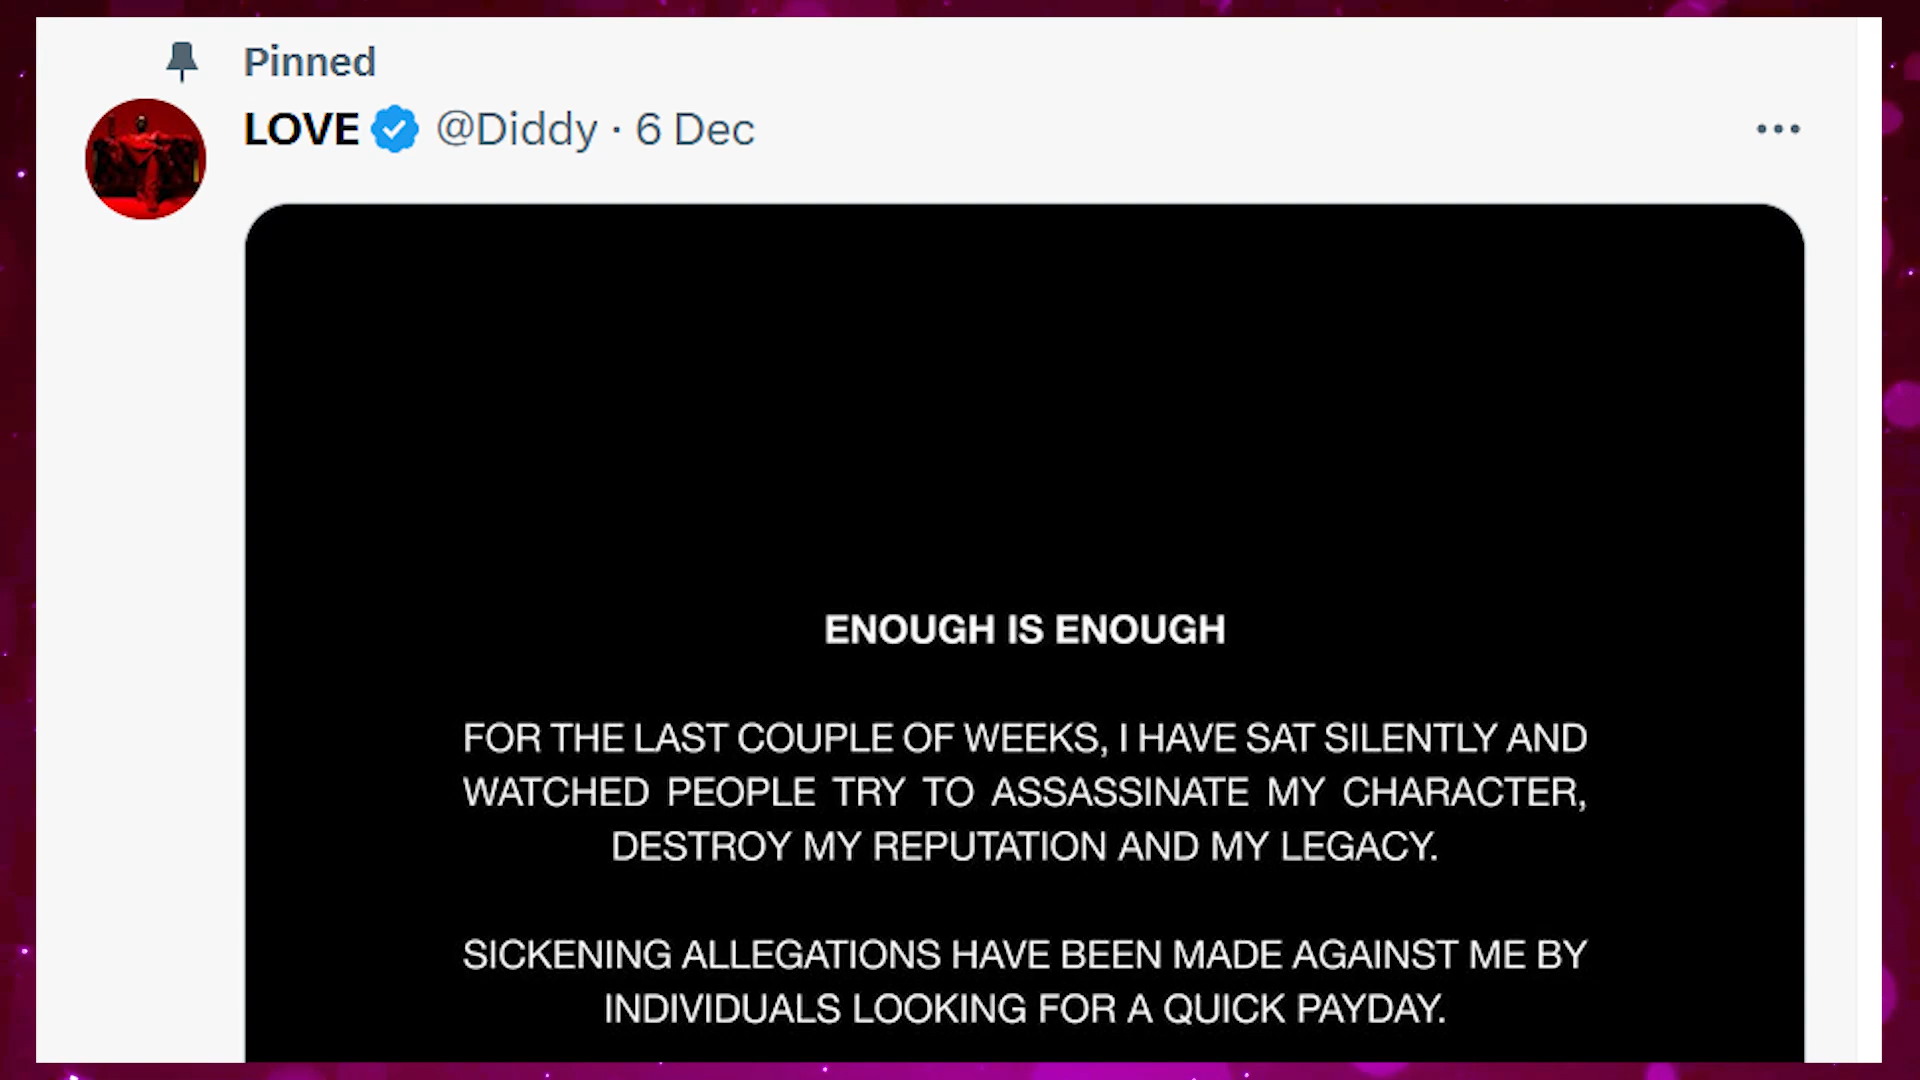 Pinned
LOVE @Diddy · 6 Dec
ENOUGH IS ENOUGH
FOR THE LAST COUPLE OF WEEKS, I HAVE SAT SILENTLY AND
WATCHED PEOPLE TRY TO ASSASSINATE MY CHARACTER,
DESTROY MY REPUTATION AND MY LEGACY.
SICKENING ALLEGATIONS HAVE BEEN MADE AGAINST ME BY
INDIVIDUALS LOOKING FOR A QUICK PAYDAY.